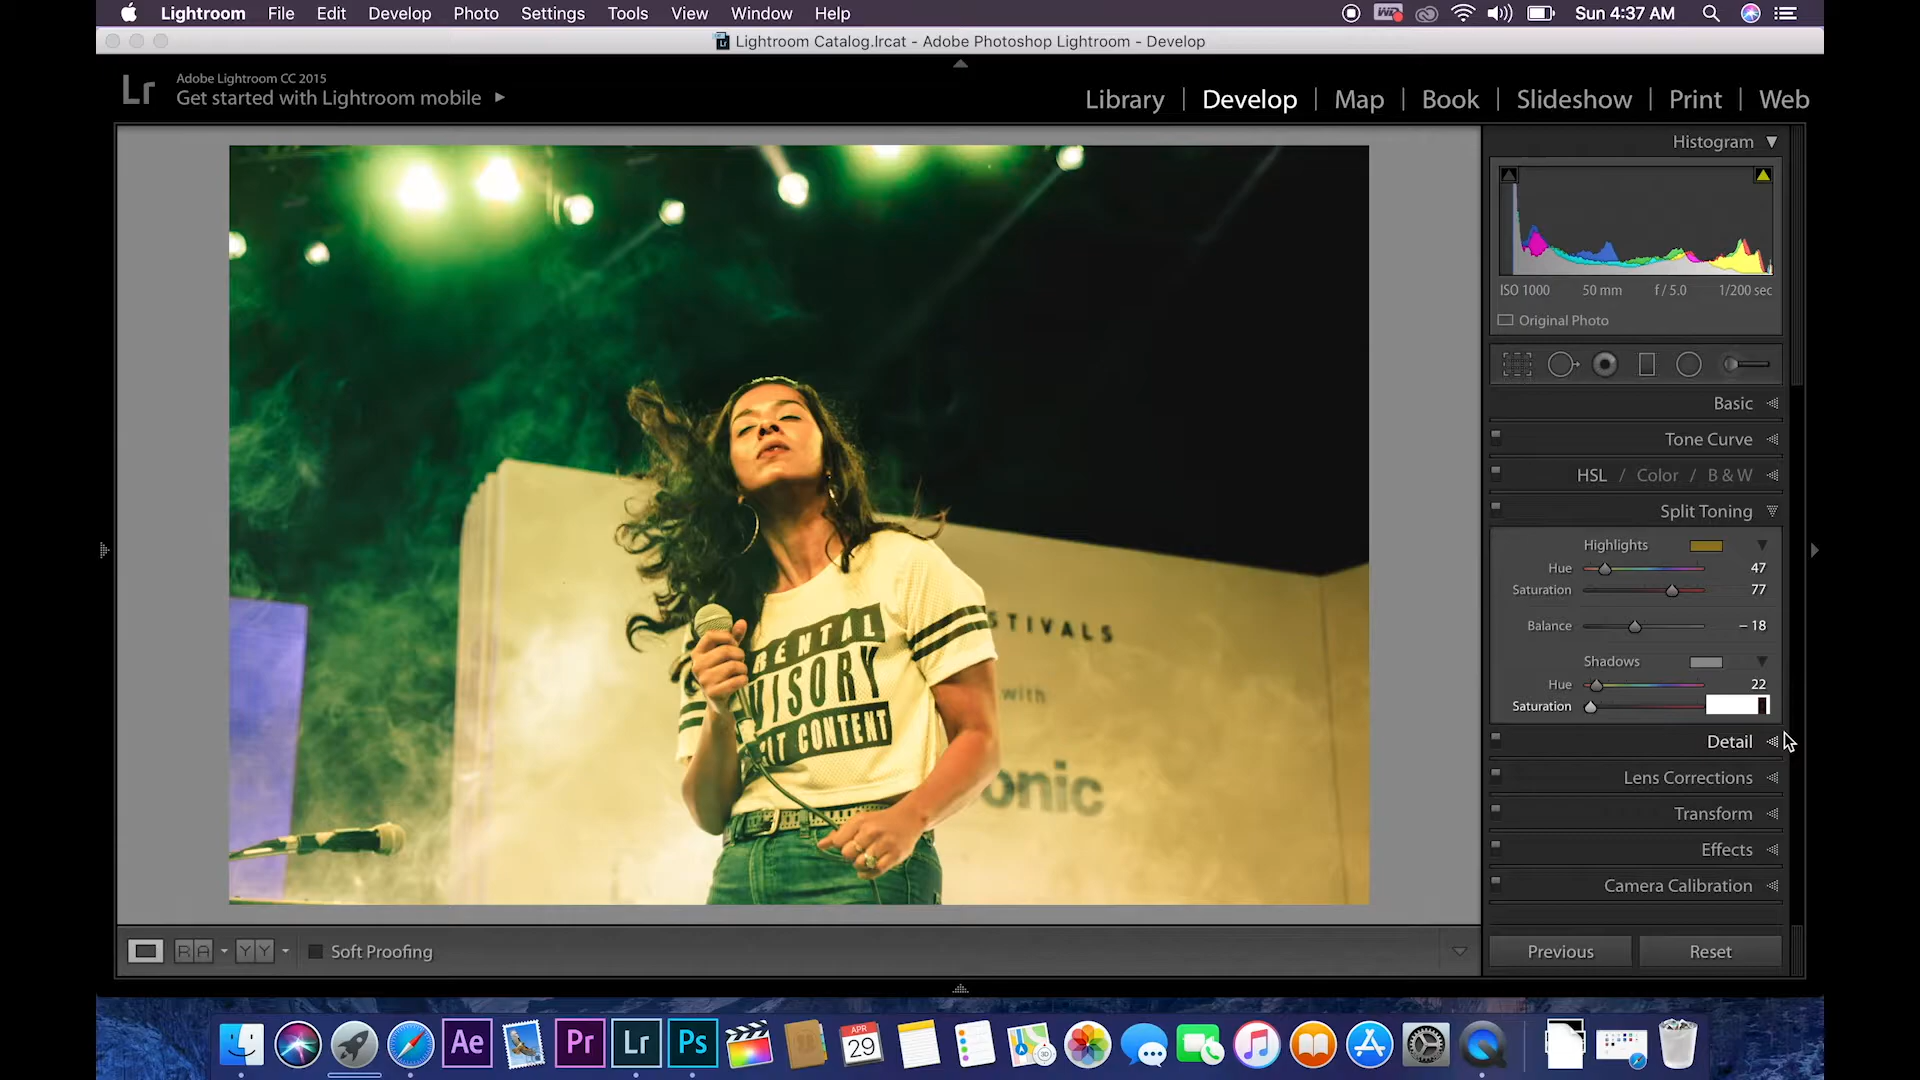 Lightroom File Edit Develop Photo Settings Tools View Window Help
Sun 4:37 AM
Lightroom Catalog.lrcat - Adobe Photoshop Lightroom - Develop
Lr
Adobe Lightroom CC 2015
Get started with Lightroom mobile
Library | Develop | Map | Book | Slideshow | Print | Web
Histogram
ISO 1000 50 mm f / 5.0 1/200 sec
Original Photo
Basic
Tone Curve
HSL / Color / B & W
Split Toning
Highlights
Hue 47
Saturation 77
Balance – 18
Shadows
Hue 22
Saturation
Detail
Lens Corrections
Transform
Effects
Camera Calibration
Previous Reset
STIVALS
with
onic
RENTAL
VISORY
CONTENT
R A Y Y Soft Proofing
Ae Pr Lr Ps
APR
29